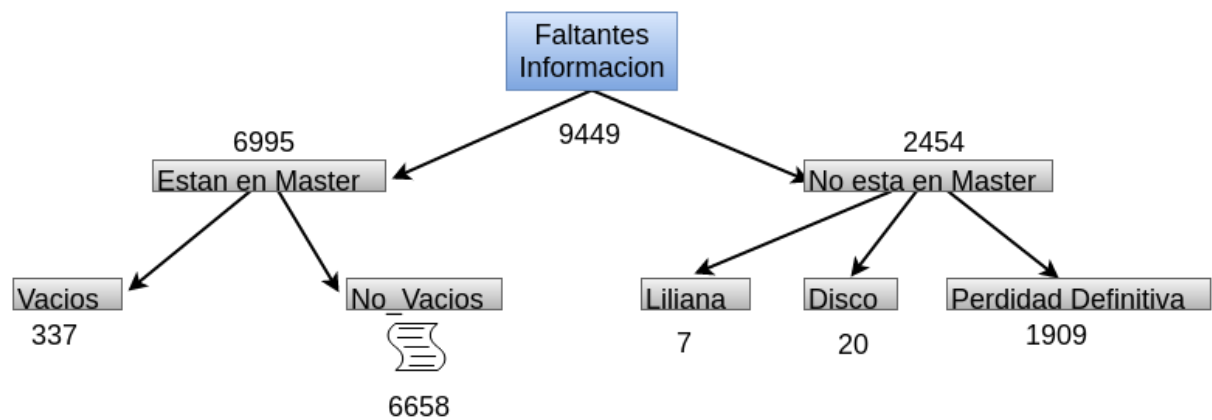 Faltantes
Informacion
9449
6995
2454
Estan en Master
No esta en Master
Vacios
No_Vacios
Liliana
Disco
Perdidad Definitiva
337
6658
7
20
1909